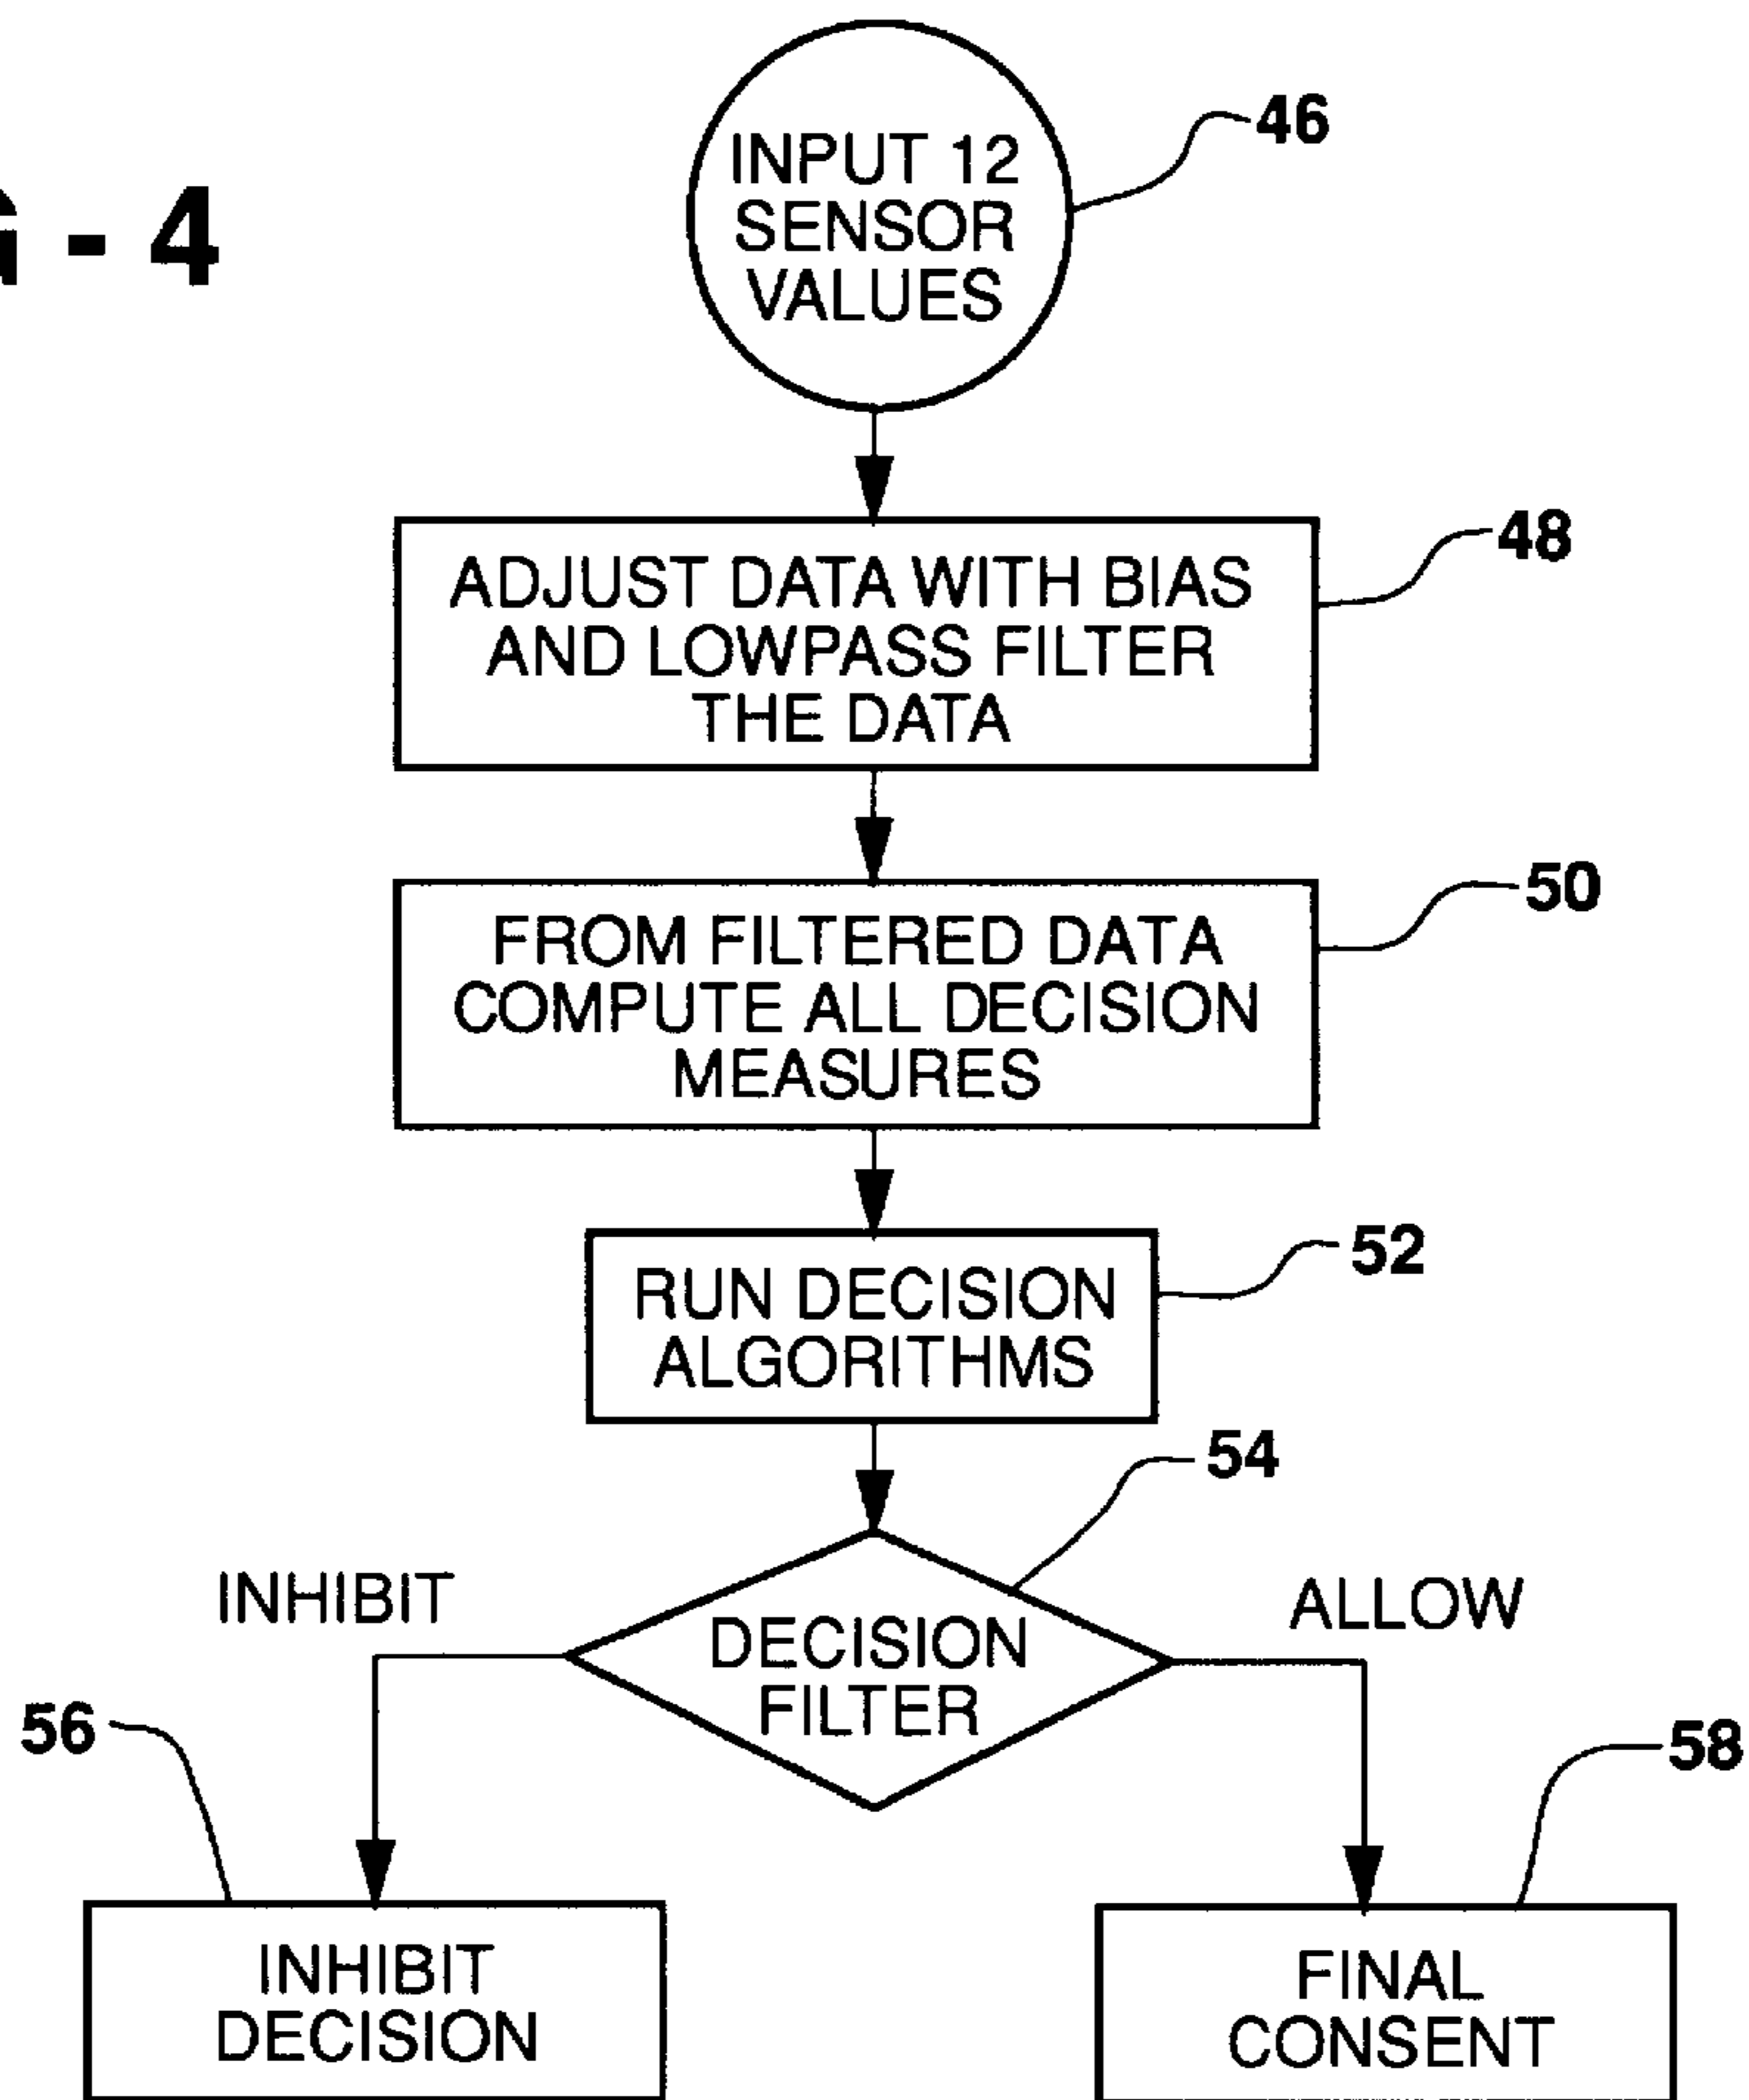 - 4
INPUT 12
SENSOR
VALUES
46
ADJUST DATA WITH BIAS
AND LOWPASS FILTER
THE DATA
48
FROM FILTERED DATA
COMPUTE ALL DECISION
MEASURES
50
RUN DECISION
ALGORITHMS
52
54
INHIBIT
DECISION
FILTER
ALLOW
56
58
INHIBIT
DECISION
FINAL
CONSENT